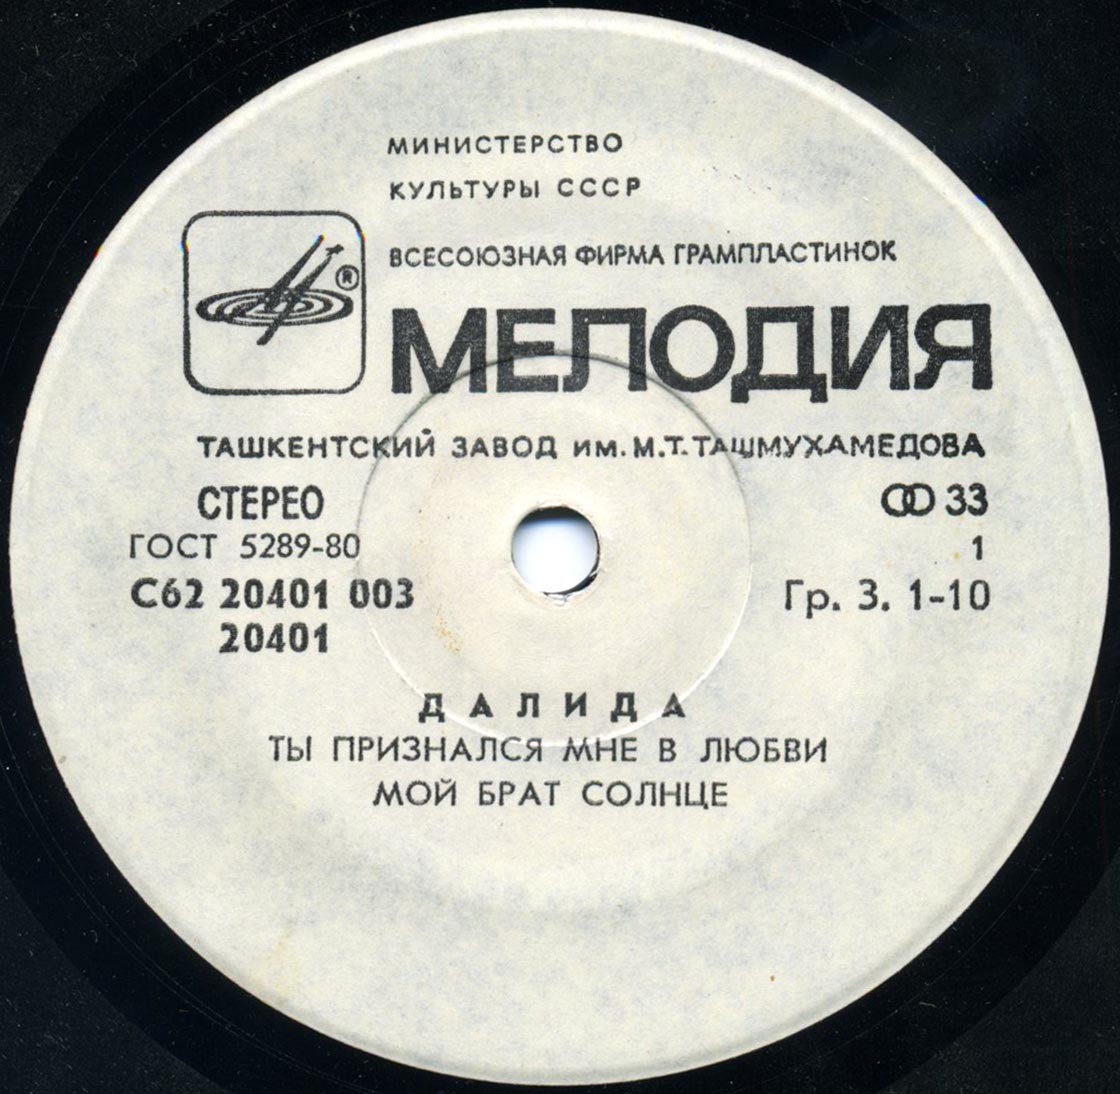 МИНИСТЕРСТВО
КУЛЬТУРЫ СССР
ВСЕСОЮЗНАЯ ФИРМА ГРАМПЛАСТИНОК
®
МЕЛОДИЯ
ТАШКЕНТСКИЙ ЗАВОД им. М.Т. ТАШМУХАМЕДОВА
СТЕРЕО
33
ГОСТ 5289-80
1
С62 20401 003
Гр. 3. 1-10
20401
ДАЛИДА
ТЫ ПРИЗНАЛСЯ МНЕ В ЛЮБВИ
МОЙ БРАТ СОЛНЦЕ